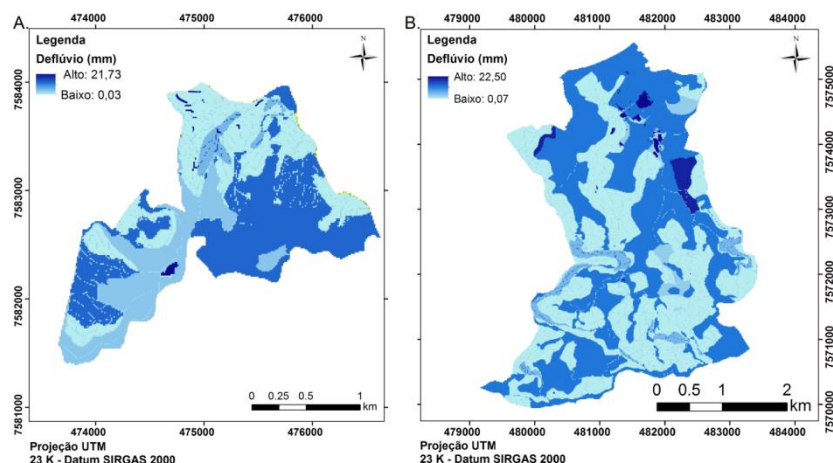 A.
474000
475000
476000
Legenda
Deflúvio (mm)
Alto: 21,73
Baixo: 0,03
7584000
7583000
7582000
7581000
0 0.25 0.5 1
km
474000
475000
476000
Projeção UTM
23 K - Datum SIRGAS 2000
B.
479000
480000
481000
482000
483000
484000
Legenda
Deflúvio (mm)
Alto: 22,50
Baixo: 0,07
7575000
7574000
7573000
7572000
7571000
7570000
0 0.5 1 2
km
479000
480000
481000
482000
483000
484000
Projeção UTM
23 K - Datum SIRGAS 2000